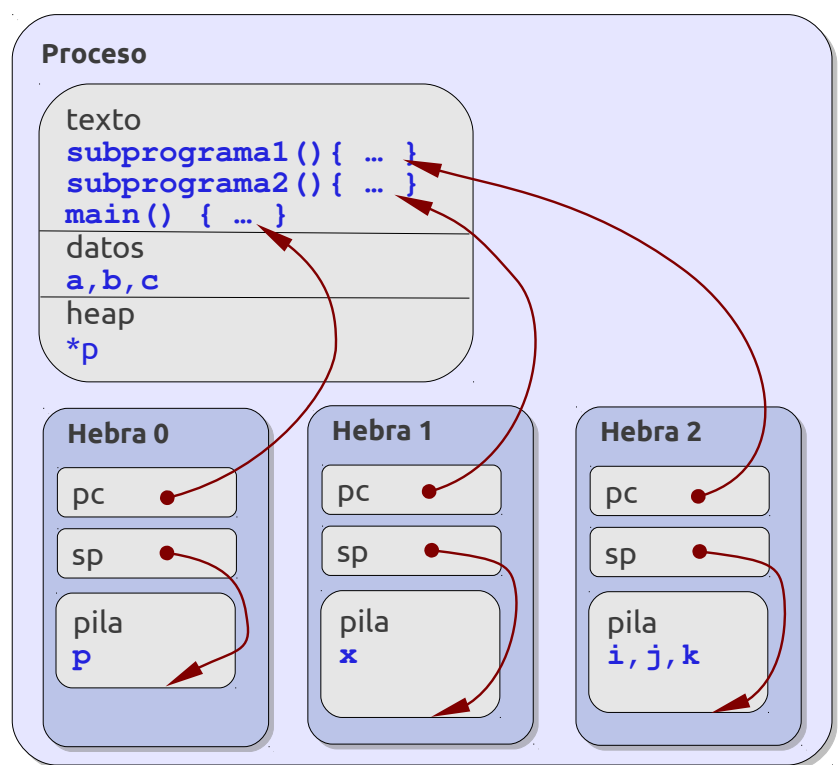 Proceso
texto
subprograma1(){ … }
subprograma2(){ … }
main() { … }
datos
a,b,c
heap
*p
Hebra 0
pc
sp
pila
p
Hebra 1
pc
sp
pila
x
Hebra 2
pc
sp
pila
i,j,k